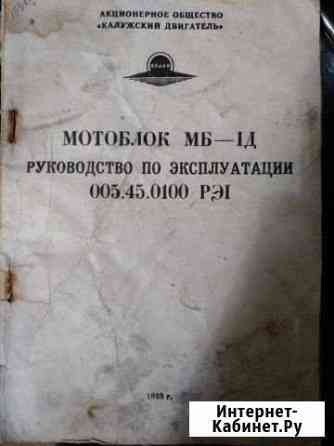 АКЦИОНЕРНОЕ ОБЩЕСТВО
«КАЛУЖСКИЙ ДВИГАТЕЛЬ»
МОТОБЛОК МБ—1Д
РУКОВОДСТВО ПО ЭКСПЛУАТАЦИИ
005.45.0100 РЭ1
Интернет-
Кабинет.Ру